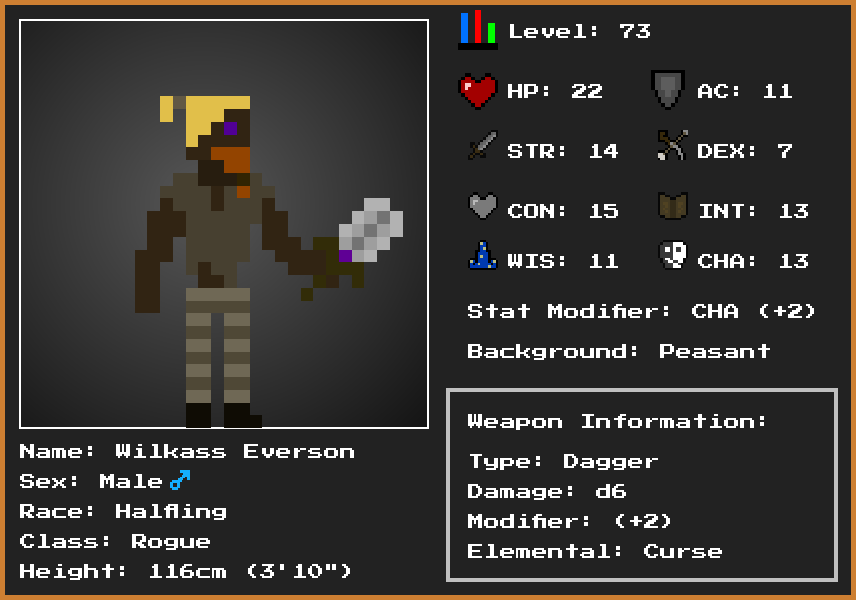 Level: 73
HP: 22
AC: 11
STR: 14
DEX: 7
CON: 15
INT: 13
WIS: 11
CHA: 13
Stat Modifier: CHA (+2)
Background: Peasant
Weapon Information:
Type: Dagger
Damage: d6
Modifier: (+2)
Elemental: Curse
Name: Wilkass Everson
Sex: Male♂
Race: Halfling
Class: Rogue
Height: 116cm (3'10")